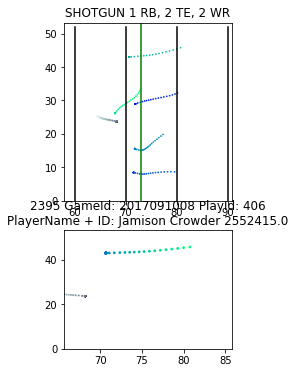 SHOTGUN 1 RB, 2 TE, 2 WR
50
40
30
20
10
0
60 70 80 90
2395 GameId: 2017091008 PlayId: 406
PlayerName + ID: Jamison Crowder 2552415.0
40
20
0
70 75 80 85